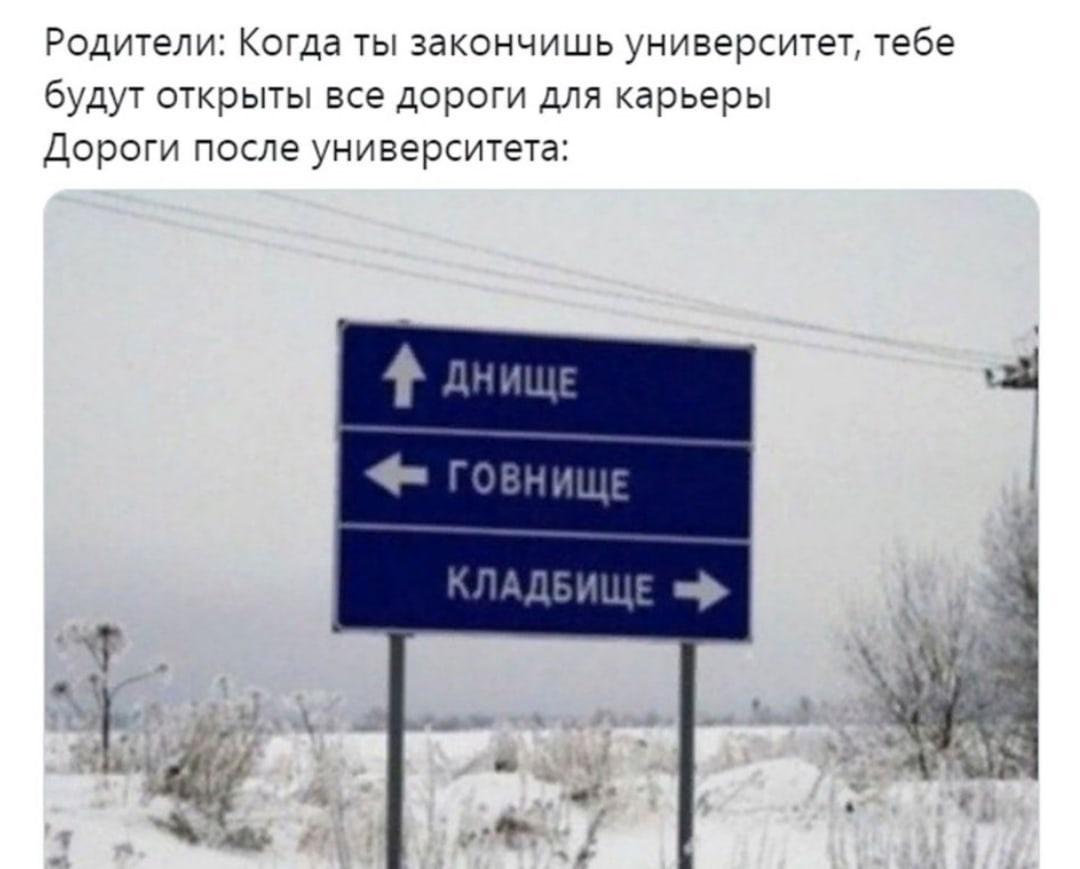 Родители: Когда ты закончишь университет, тебе
будут открыты все дороги для карьеры
Дороги после университета:
ДНИЩЕ
ГОВНИЩЕ
КЛАДБИЩЕ